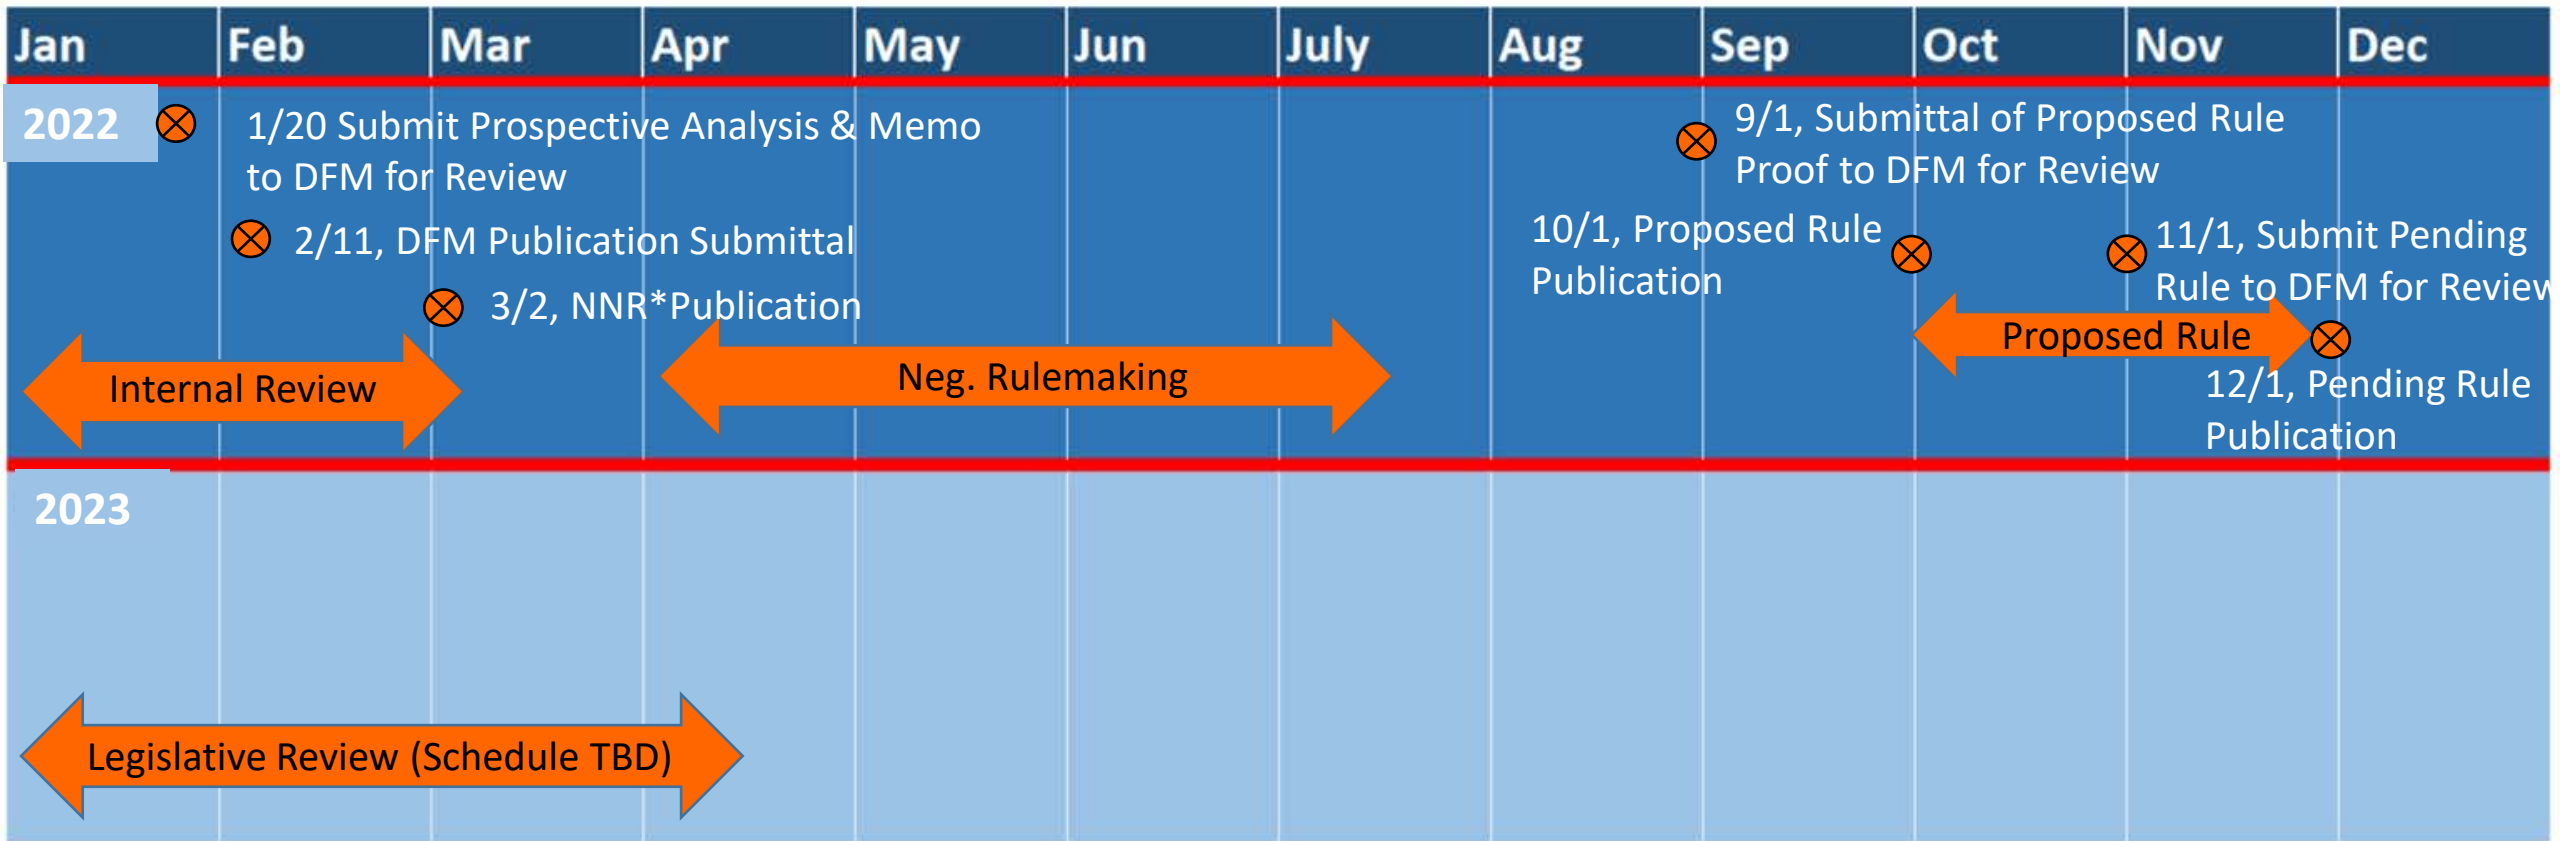 Jan Feb Mar Apr May Jun July Aug Sep Oct Nov Dec
2022
1/20 Submit Prospective Analysis & Memo
to DFM for Review
2/11, DFM Publication Submittal
3/2, NNR*Publication
Internal Review
Neg. Rulemaking
9/1, Submittal of Proposed Rule
Proof to DFM for Review
10/1, Proposed Rule
Publication
11/1, Submit Pending
Rule to DFM for Review
Proposed Rule
12/1, Pending Rule
Publication
2023
Legislative Review (Schedule TBD)